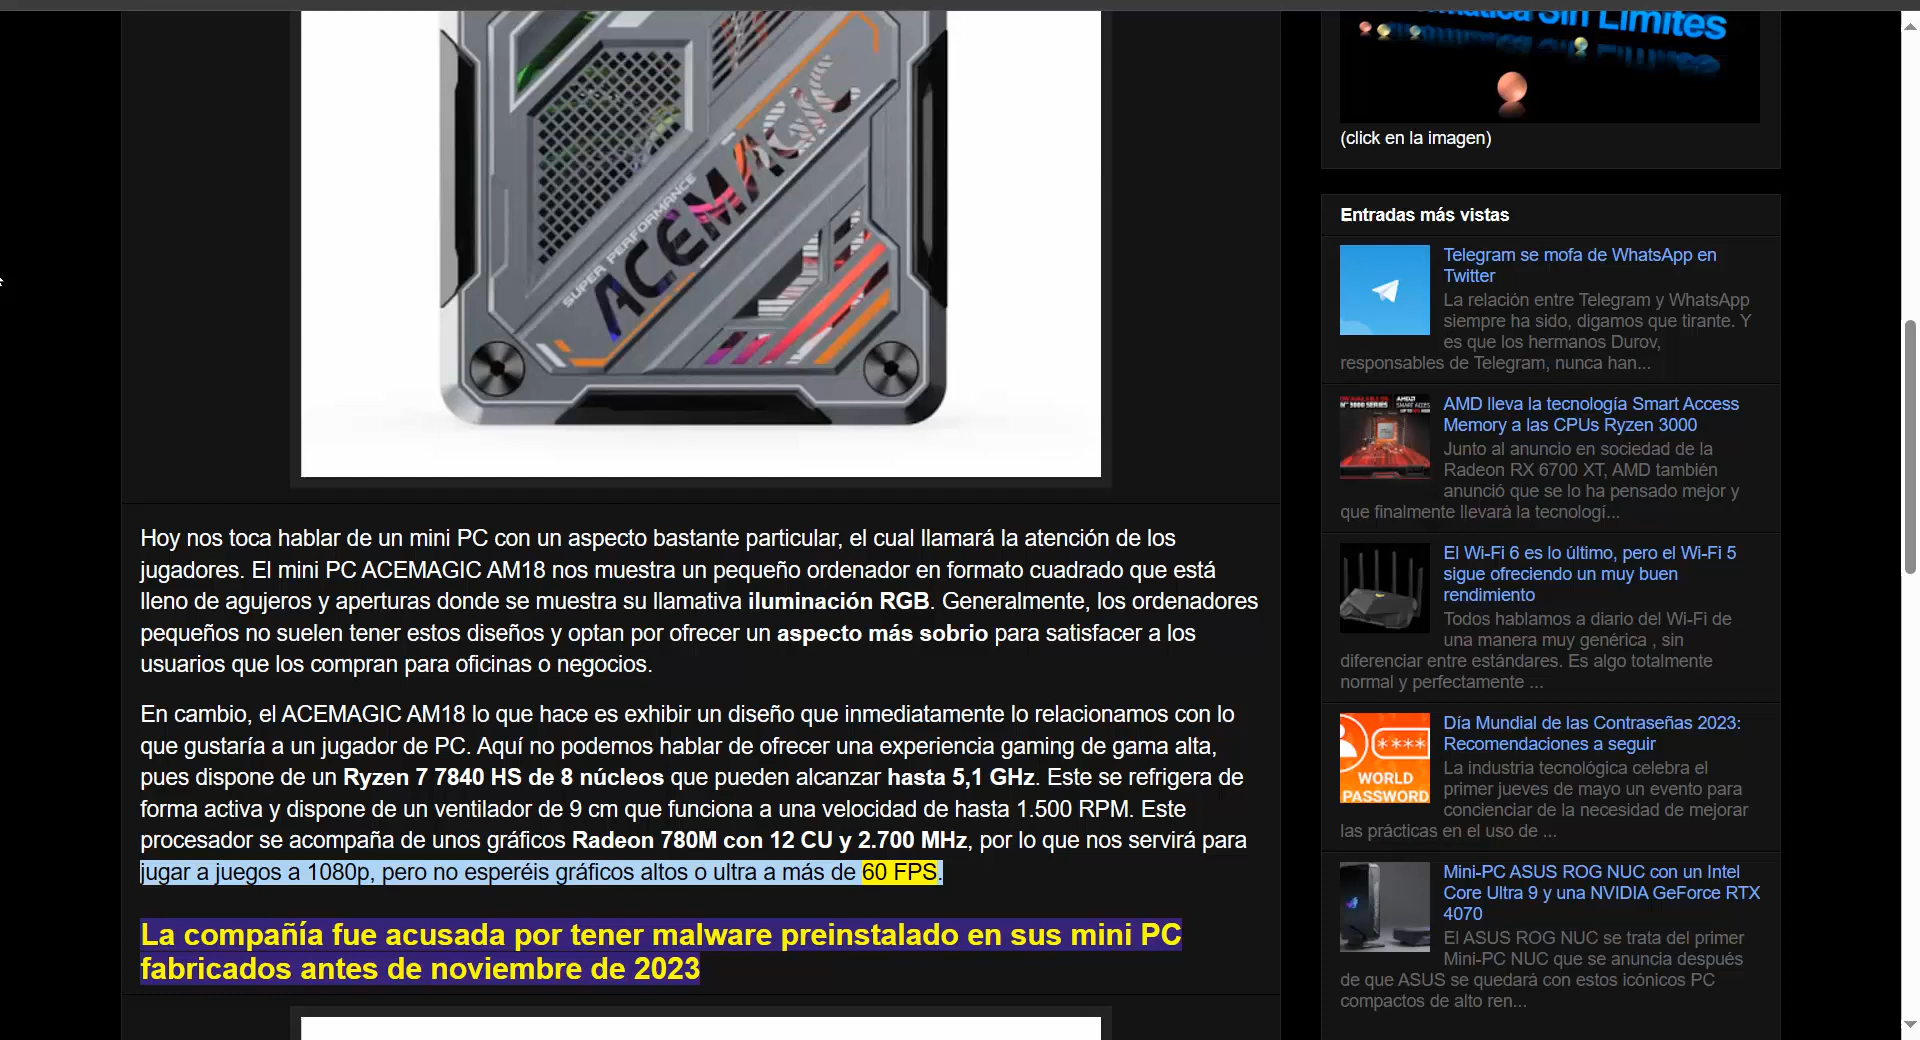 SUPER PERFORMANCE
ACEMAGIC
Hoy nos toca hablar de un mini PC con un aspecto bastante particular, el cual llamará la atención de los
jugadores. El mini PC ACEMAGIC AM18 nos muestra un pequeño ordenador en formato cuadrado que está
lleno de agujeros y aperturas donde se muestra su llamativa iluminación RGB. Generalmente, los ordenadores
pequeños no suelen tener estos diseños y optan por ofrecer un aspecto más sobrio para satisfacer a los
usuarios que los compran para oficinas o negocios.
En cambio, el ACEMAGIC AM18 lo que hace es exhibir un diseño que inmediatamente lo relacionamos con lo
que gustaría a un jugador de PC. Aquí no podemos hablar de ofrecer una experiencia gaming de gama alta,
pues dispone de un Ryzen 7 7840 HS de 8 núcleos que pueden alcanzar hasta 5,1 GHz. Este se refrigera de
forma activa y dispone de un ventilador de 9 cm que funciona a una velocidad de hasta 1.500 RPM. Este
procesador se acompaña de unos gráficos Radeon 780M con 12 CU y 2.700 MHz, por lo que nos servirá para
jugar a juegos a 1080p, pero no esperéis gráficos altos o ultra a más de 60 FPS.
La compañía fue acusada por tener malware preinstalado en sus mini PC
fabricados antes de noviembre de 2023
Sin Límites
(click en la imagen)
Entradas más vistas
Telegram se mofa de WhatsApp en
Twitter
La relación entre Telegram y WhatsApp
siempre ha sido, digamos que tirante. Y
es que los hermanos Durov,
responsables de Telegram, nunca han...
AMD lleva la tecnología Smart Access
Memory a las CPUs Ryzen 3000
Junto al anuncio en sociedad de la
Radeon RX 6700 XT, AMD también
anunció que se lo ha pensado mejor y
que finalmente llevará la tecnologí...
El Wi-Fi 6 es lo último, pero el Wi-Fi 5
sigue ofreciendo un muy buen
rendimiento
Todos hablamos a diario del Wi-Fi de
una manera muy genérica , sin
diferenciar entre estándares. Es algo totalmente
normal y perfectamente ...
****
WORLD
PASSWORD
Día Mundial de las Contraseñas 2023:
Recomendaciones a seguir
La industria tecnológica celebra el
primer jueves de mayo un evento para
concienciar de la necesidad de mejorar
las prácticas en el uso de ...
Mini-PC ASUS ROG NUC con un Intel
Core Ultra 9 y una NVIDIA GeForce RTX
4070
El ASUS ROG NUC se trata del primer
Mini-PC NUC que se anuncia después
de que ASUS se quedará con estos icónicos PC
compactos de alto ren...